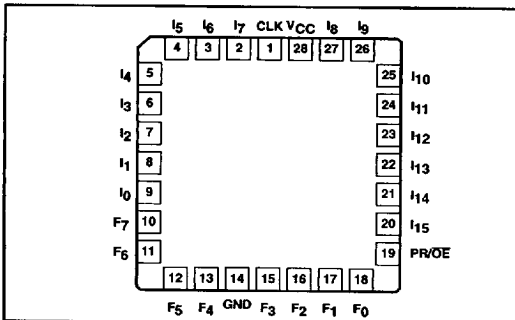 I5 I6 I7 CLK VCC I8 I9
4 3 2 1 28 27 26
I4 5 25 I10
I3 6 24 I11
I2 7 23 I12
I1 8 22 I13
I0 9 21 I14
F7 10 20 I15
F6 11 19 PR/OE
12 13 14 15 16 17 18
F5 F4 GND F3 F2 F1 F0